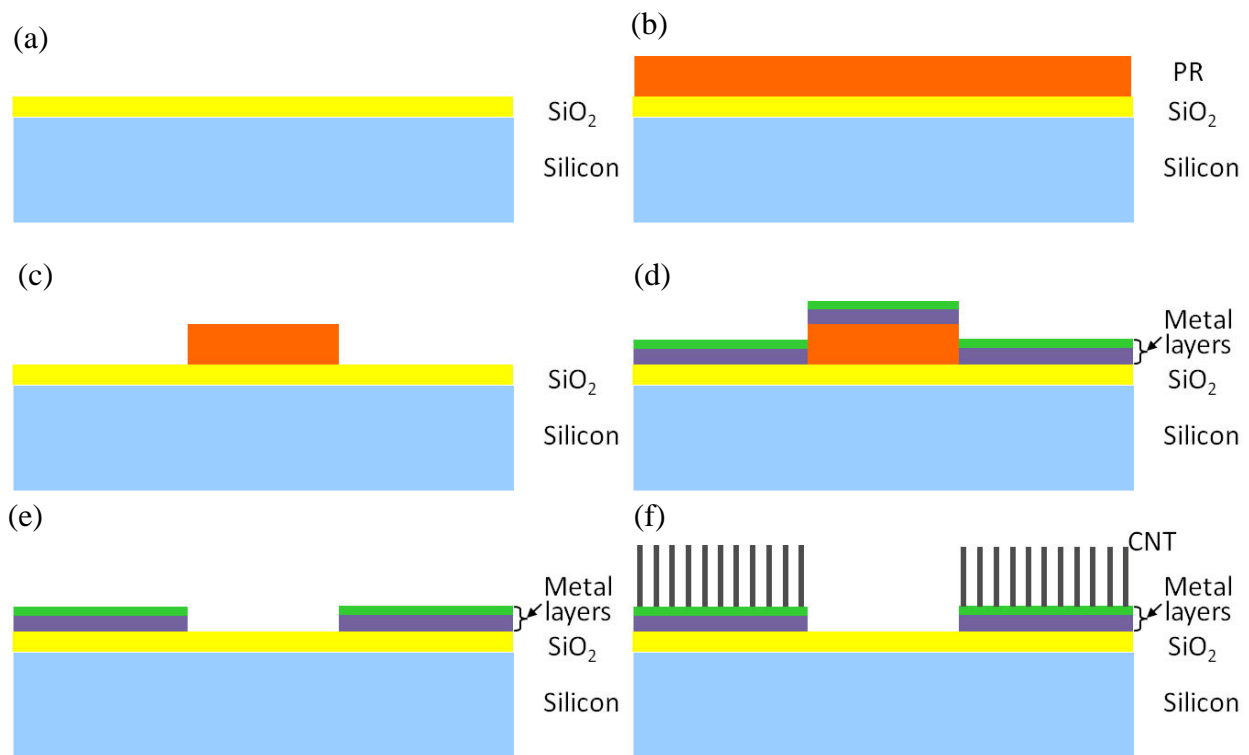 (a)
SiO₂
Silicon
(b)
PR
SiO₂
Silicon
(c)
SiO₂
Silicon
(d)
Metal
layers
SiO₂
Silicon
(e)
Metal
layers
SiO₂
Silicon
(f)
CNT
Metal
layers
SiO₂
Silicon